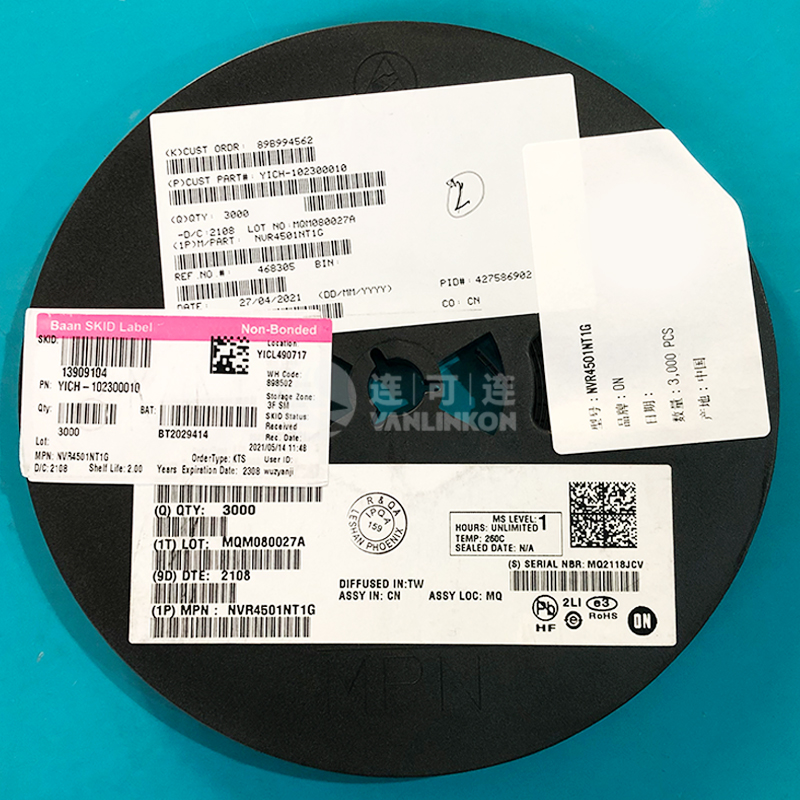 (K)CUST ORDR: 898994562
(P)CUST PART#: YICH-102300010
(Q)QTY: 3000
-D/C:2108 LOT NO:MQM080027A
(1P)M/PART: NVR4501NT1G
REF.NO.#: 468305 BIN:
DATE: 27/04/2021 (DD/MM/YYYY)
PID#: 427586902
CO: CN
型号: NVR4501NT1G
品牌: ON
日期:
数量: 3,000 PCS
产地: 中国
Baan SKID Label Non-Bonded
SKID:
13909104
PN: YICH-102300010
Qty:
3000
BAT:
BT2029414
Lot:
MPN: NVR4501NT1G
OrderType: KTS
D/C: 2108 Shelf Life: 2.00 Years Expiration Date: 2308
Location
YICL490717
WH Code:
898502
Storage Zone:
3F SM
SKID Status:
Received
Rec. Date:
2021/05/14 11:48
User ID:
wuzyanji
连可连
YANLINKON
(Q) QTY: 3000
(1T) LOT: MQM080027A
(9D) DTE: 2108
(1P) MPN: NVR4501NT1G
R & QA
IPQA
159
LESHAN PHOENIX
DIFFUSED IN:TW
ASSY IN: CN ASSY LOC: MQ
MS LEVEL: 1
HOURS: UNLIMITED
TEMP: 260C
SEALED DATE: N/A
(S) SERIAL NBR: MQ2118JCV
Pb
HF
2LI
e
e3
RoHS
ON
MPN